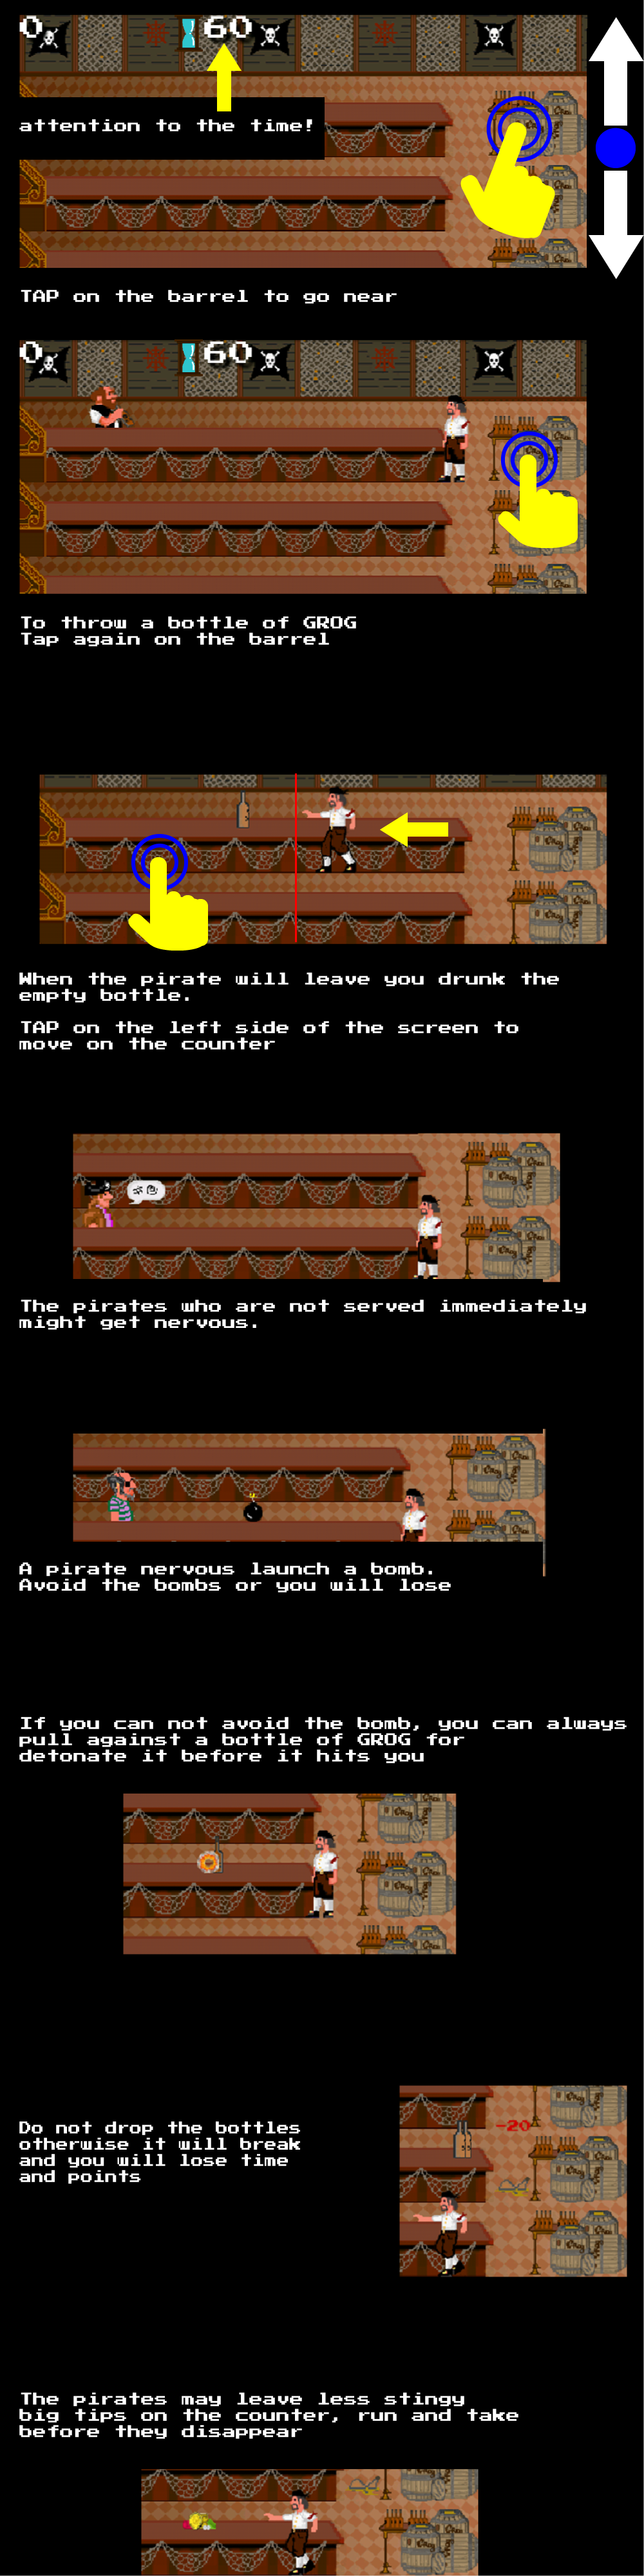 0 60
attention to the time!
TAP on the barrel to go near
0 60
To throw a bottle of GROG
Tap again on the barrel
When the pirate will leave you drunk the
empty bottle.
TAP on the left side of the screen to
move on the counter
The pirates who are not served immediately
might get nervous.
A pirate nervous launch a bomb.
Avoid the bombs or you will lose
If you can not avoid the bomb, you can always
pull against a bottle of GROG for
detonate it before it hits you
-20
Do not drop the bottles
otherwise it will break
and you will lose time
and points
The pirates may leave less stingy
big tips on the counter, run and take
before they disappear